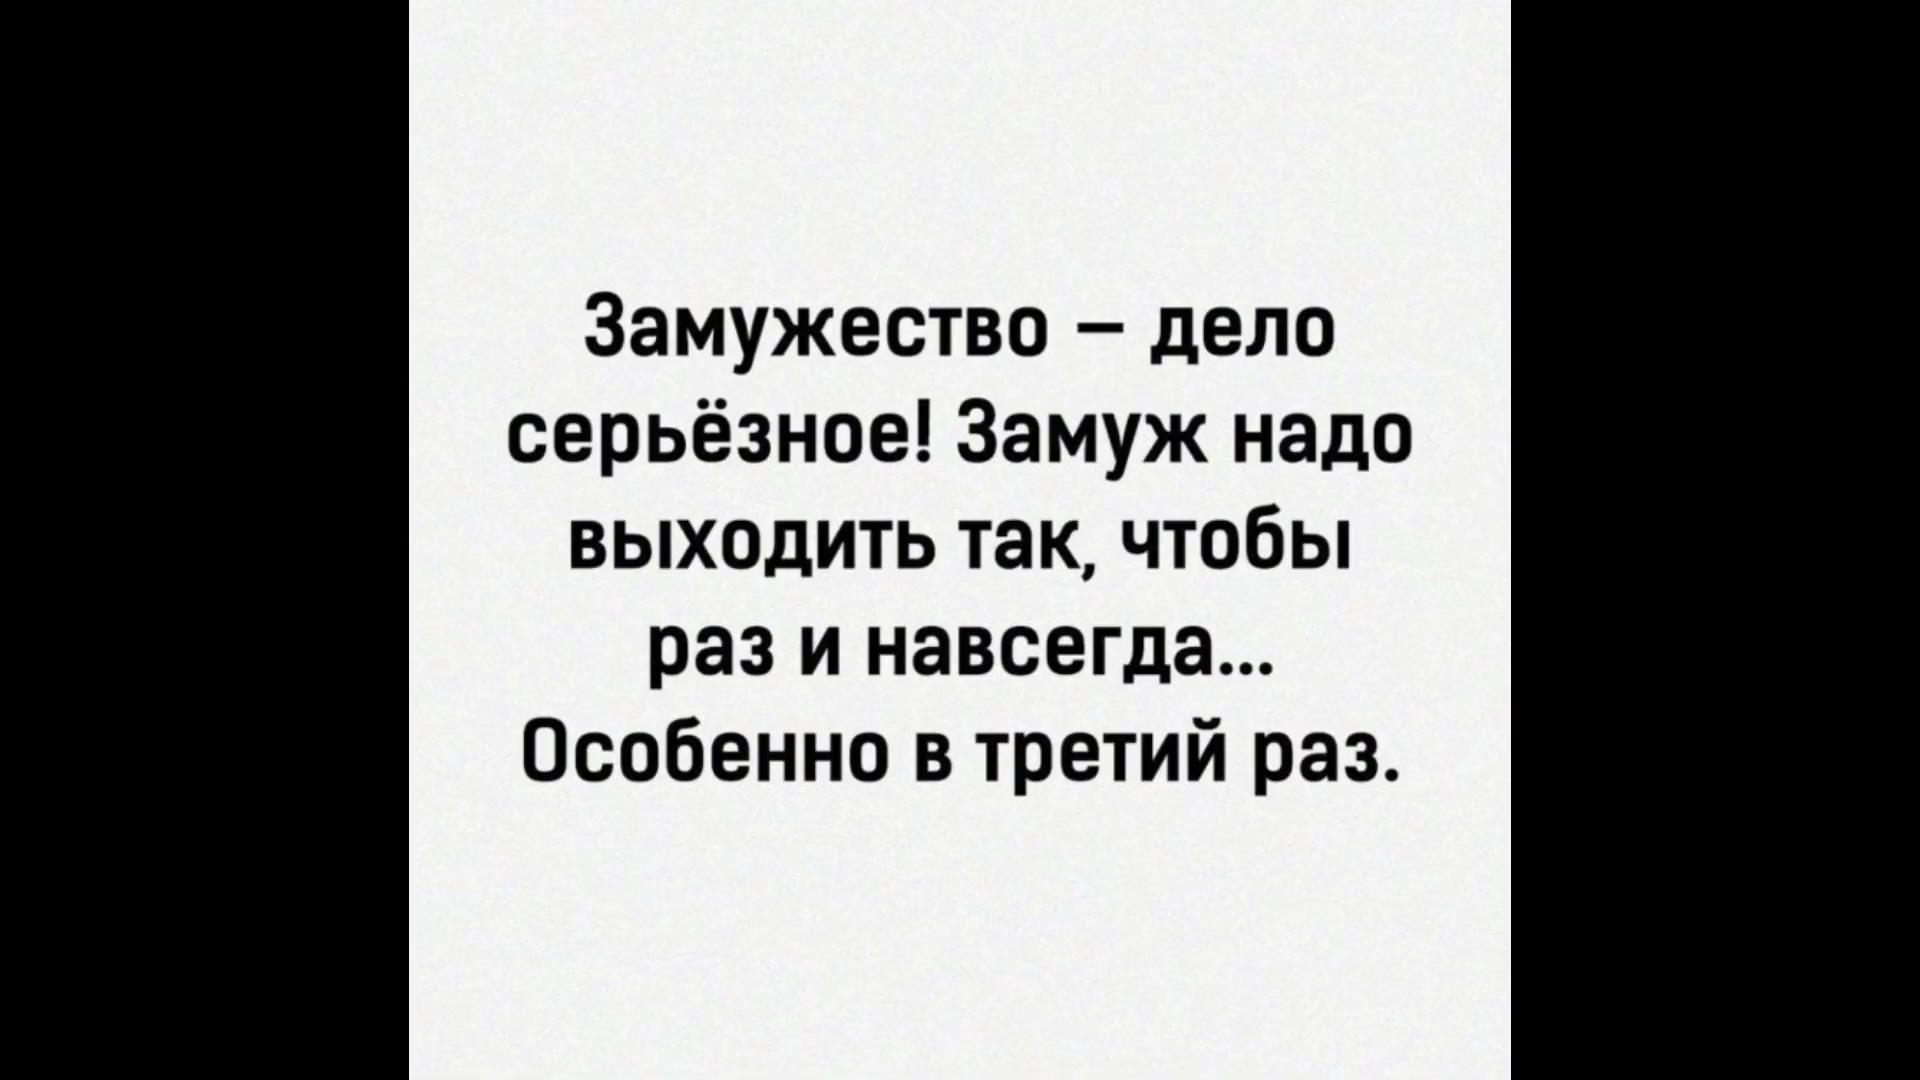 Замужество – дело
серьёзное! Замуж надо
выходить так, чтобы
раз и навсегда...
Особенно в третий раз.